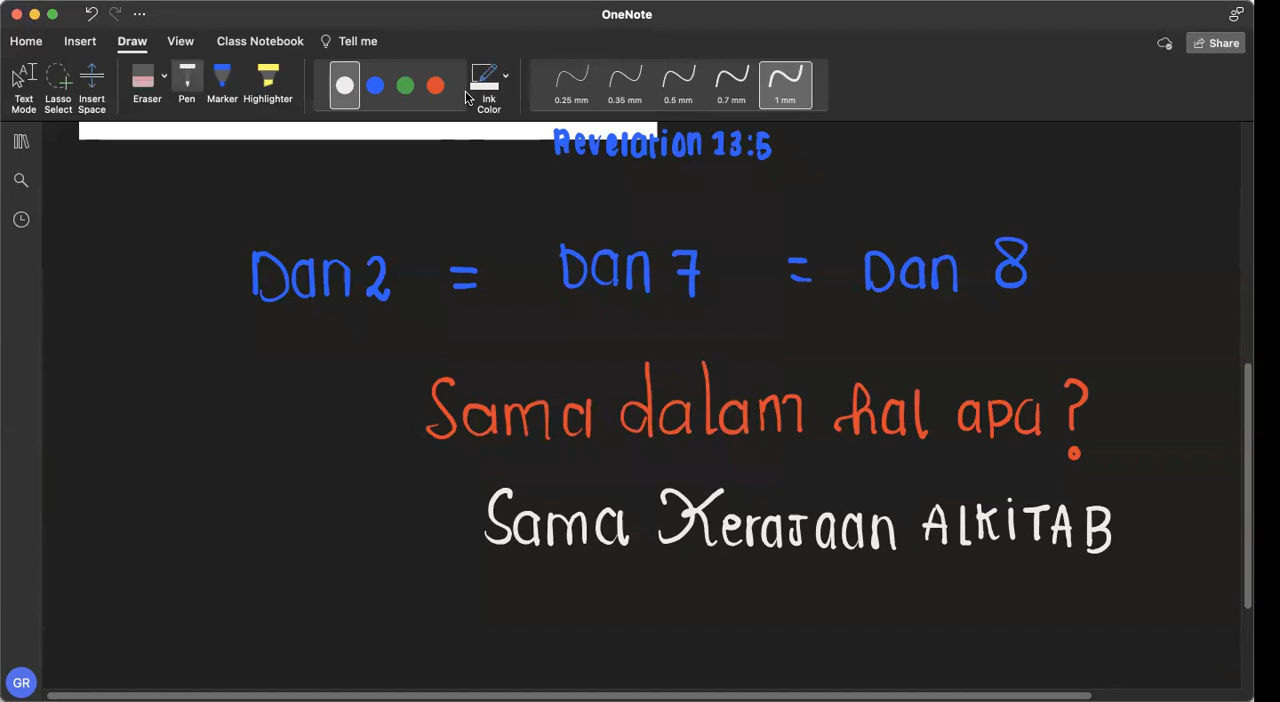 OneNote
Home Insert Draw View Class Notebook Tell me
Share
Text Mode
Lasso Select
Insert Space
Eraser
Pen
Marker
Highlighter
Ink Color
0.25 mm
0.35 mm
0.5 mm
0.7 mm
1 mm
Revelation 13:5
Dan 2 = Dan 7 = Dan 8
Sama dalam hal apa?
Sama Kerajaan ALKiTAB
GR